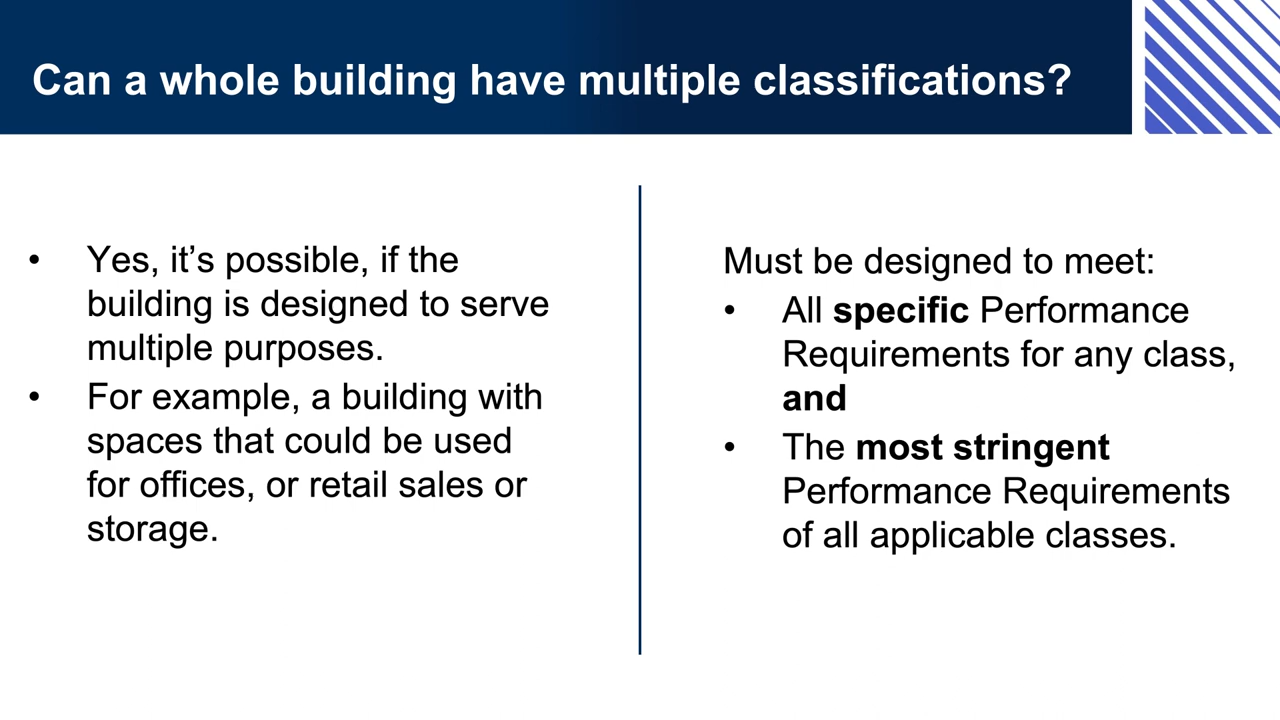 Can a whole building have multiple classifications?
• Yes, it’s possible, if the
building is designed to serve
multiple purposes.
• For example, a building with
spaces that could be used
for offices, or retail sales or
storage.
Must be designed to meet:
• All specific Performance
Requirements for any class,
and
• The most stringent
Performance Requirements
of all applicable classes.